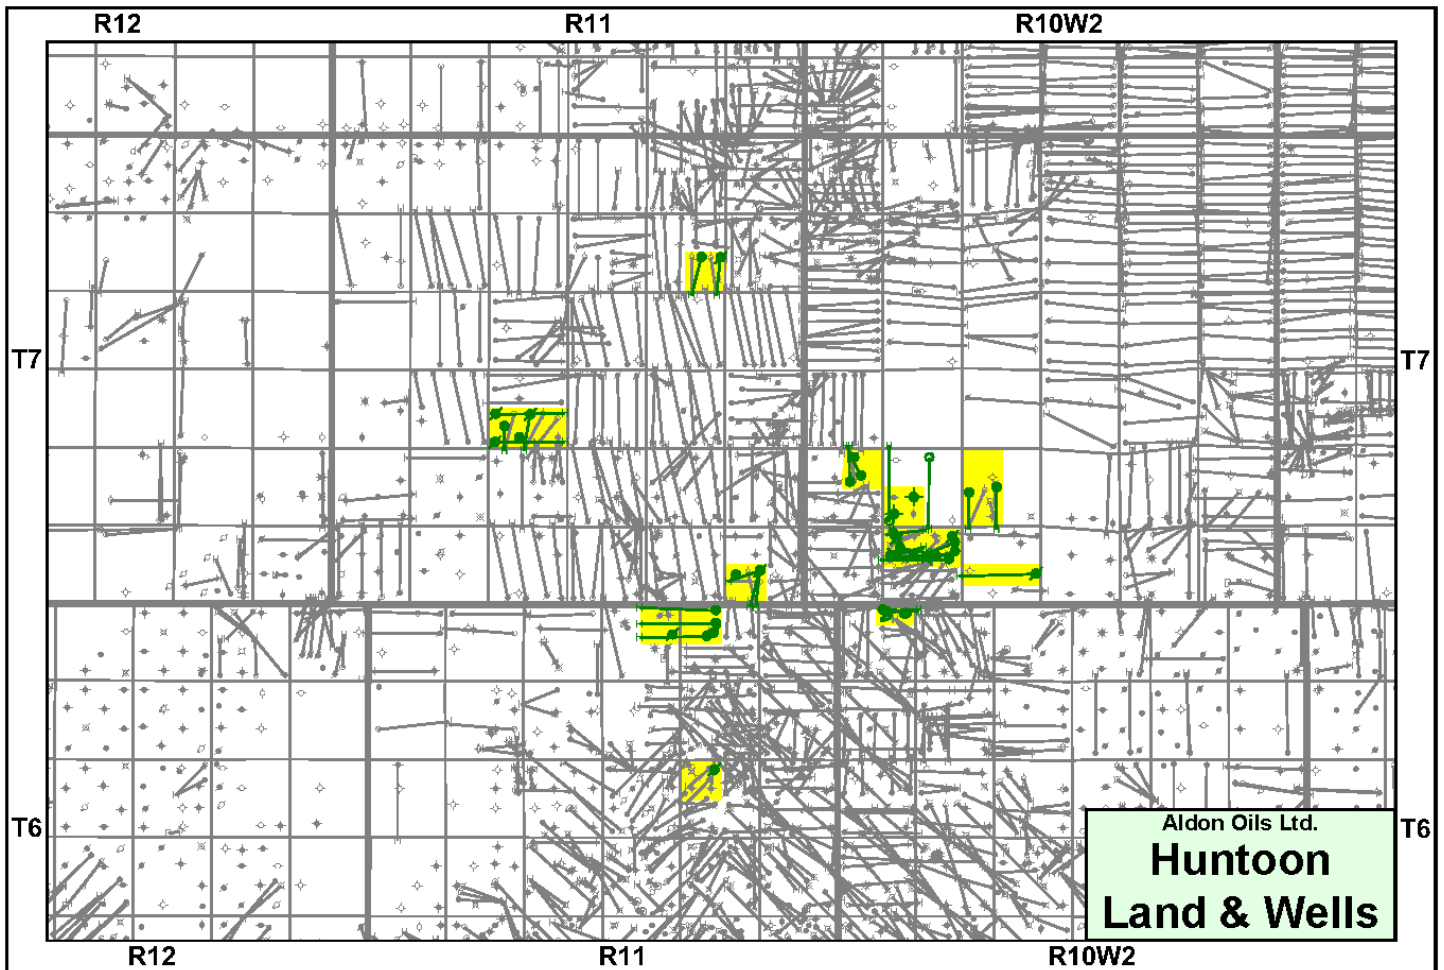 R12 R11 R10W2
T7 T7
T6 T6
Aldon Oils Ltd.
Huntoon
Land & Wells
R12 R11 R10W2